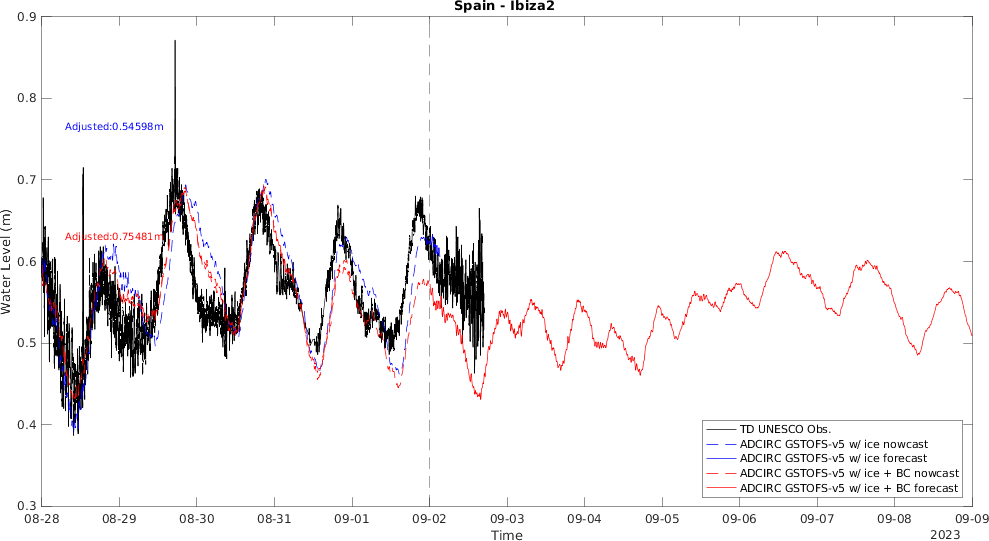 Spain - Ibiza2
0.9
0.8
0.7
0.6
0.5
0.4
0.3
Water Level (m)
Adjusted:0.54598m
Adjusted:0.75481m
TD UNESCO Obs.
ADCIRC GSTOFS-v5 w/ ice nowcast
ADCIRC GSTOFS-v5 w/ ice forecast
ADCIRC GSTOFS-v5 w/ ice + BC nowcast
ADCIRC GSTOFS-v5 w/ ice + BC forecast
08-28 08-29 08-30 08-31 09-01 09-02 09-03 09-04 09-05 09-06 09-07 09-08 09-09
Time
2023